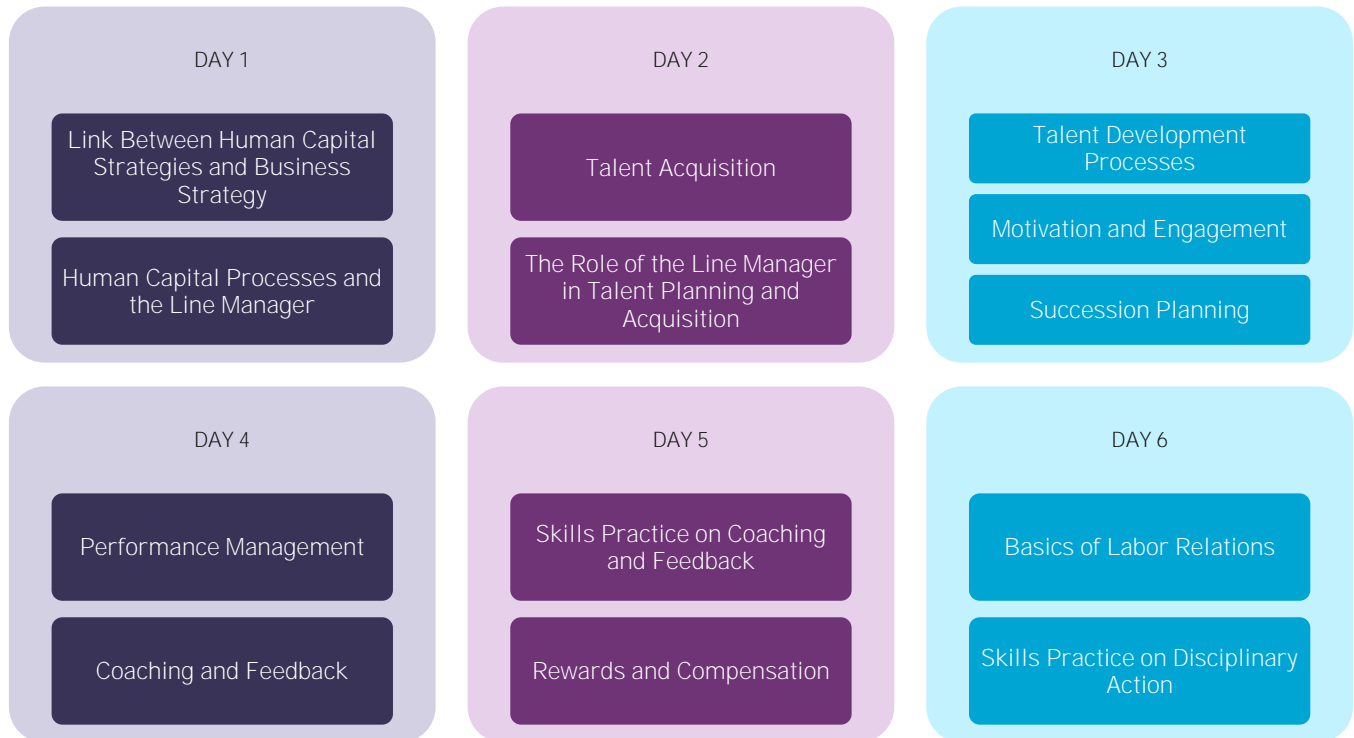 DAY 1
Link Between Human Capital
Strategies and Business
Strategy
Human Capital Processes and
the Line Manager
DAY 2
Talent Acquisition
The Role of the Line Manager
in Talent Planning and
Acquisition
DAY 3
Talent Development
Processes
Motivation and Engagement
Succession Planning
DAY 4
Performance Management
Coaching and Feedback
DAY 5
Skills Practice on Coaching
and Feedback
Rewards and Compensation
DAY 6
Basics of Labor Relations
Skills Practice on Disciplinary
Action